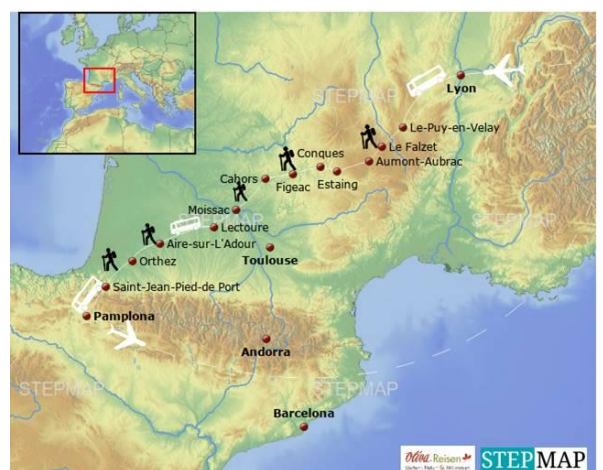 STEPMAP
Lyon
Le-Puy-en-Velay
Le Falzet
Conques
Aumont-Aubrac
Cahors
Figeac
Estaing
Moissac
STEPMAP
Lectoure
Aire-sur-L'Adour
Toulouse
Orthez
Saint-Jean-Pied-de Port
Pamplona
Andorra
STEPMAP
STEPMAP
Barcelona
Oliva-Reisen
STEPMAP